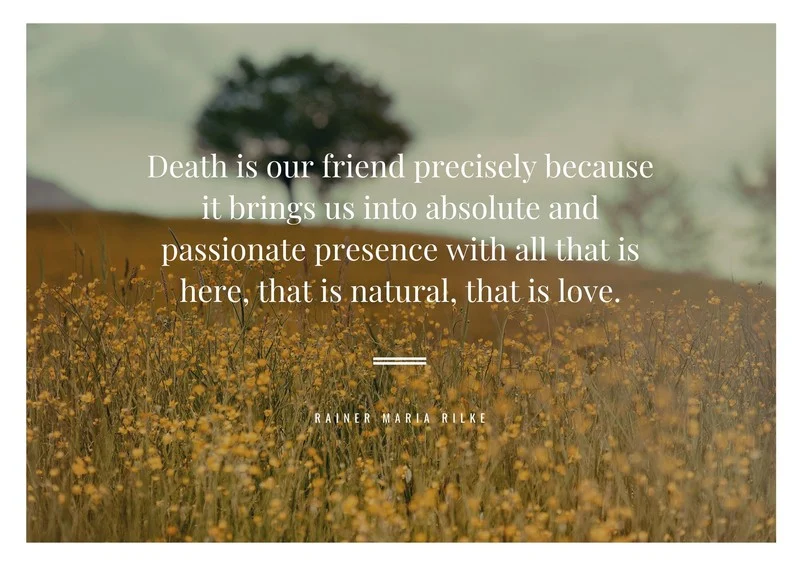 Death is our friend precisely because
it brings us into absolute and
passionate presence with all that is
here, that is natural, that is love.
RAINER MARIA RILKE